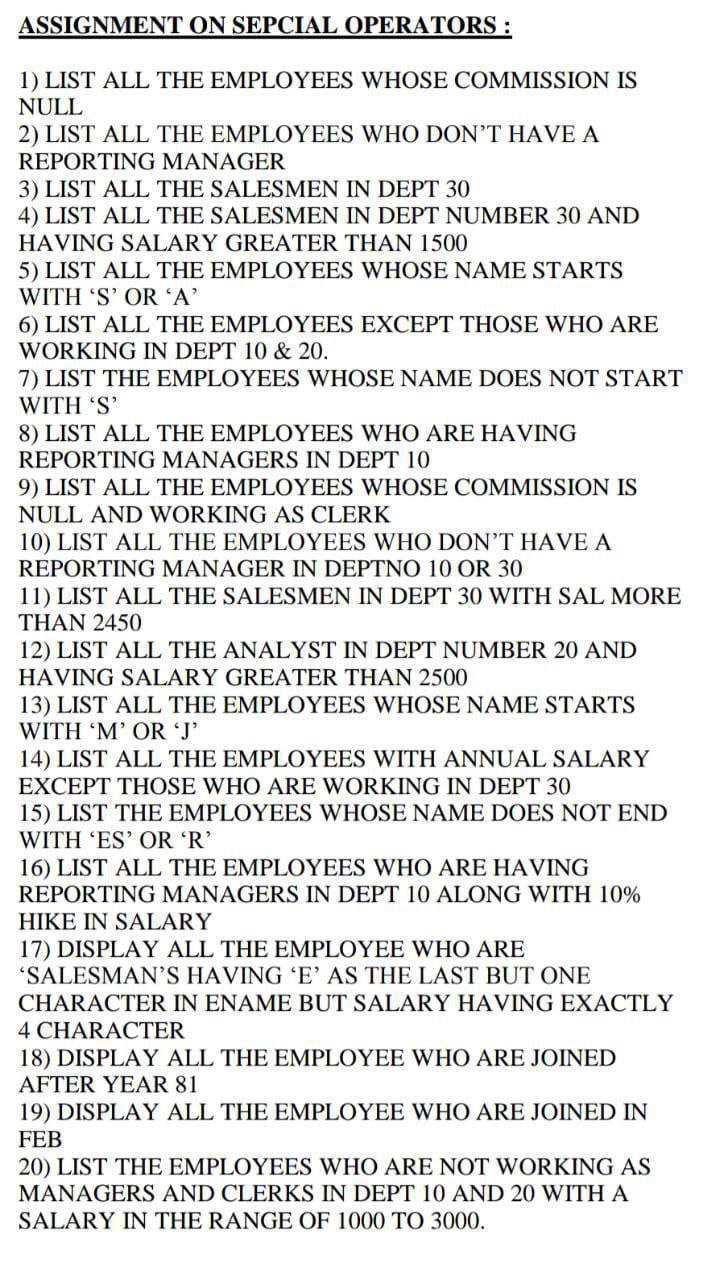 ASSIGNMENT ON SEPCIAL OPERATORS :
1) LIST ALL THE EMPLOYEES WHOSE COMMISSION IS
NULL
2) LIST ALL THE EMPLOYEES WHO DON’T HAVE A
REPORTING MANAGER
3) LIST ALL THE SALESMEN IN DEPT 30
4) LIST ALL THE SALESMEN IN DEPT NUMBER 30 AND
HAVING SALARY GREATER THAN 1500
5) LIST ALL THE EMPLOYEES WHOSE NAME STARTS
WITH ‘S’ OR ‘A’
6) LIST ALL THE EMPLOYEES EXCEPT THOSE WHO ARE
WORKING IN DEPT 10 & 20.
7) LIST THE EMPLOYEES WHOSE NAME DOES NOT START
WITH ‘S’
8) LIST ALL THE EMPLOYEES WHO ARE HAVING
REPORTING MANAGERS IN DEPT 10
9) LIST ALL THE EMPLOYEES WHOSE COMMISSION IS
NULL AND WORKING AS CLERK
10) LIST ALL THE EMPLOYEES WHO DON’T HAVE A
REPORTING MANAGER IN DEPTNO 10 OR 30
11) LIST ALL THE SALESMEN IN DEPT 30 WITH SAL MORE
THAN 2450
12) LIST ALL THE ANALYST IN DEPT NUMBER 20 AND
HAVING SALARY GREATER THAN 2500
13) LIST ALL THE EMPLOYEES WHOSE NAME STARTS
WITH ‘M’ OR ‘J’
14) LIST ALL THE EMPLOYEES WITH ANNUAL SALARY
EXCEPT THOSE WHO ARE WORKING IN DEPT 30
15) LIST THE EMPLOYEES WHOSE NAME DOES NOT END
WITH ‘ES’ OR ‘R’
16) LIST ALL THE EMPLOYEES WHO ARE HAVING
REPORTING MANAGERS IN DEPT 10 ALONG WITH 10%
HIKE IN SALARY
17) DISPLAY ALL THE EMPLOYEE WHO ARE
‘SALESMAN’S HAVING ‘E’ AS THE LAST BUT ONE
CHARACTER IN ENAME BUT SALARY HAVING EXACTLY
4 CHARACTER
18) DISPLAY ALL THE EMPLOYEE WHO ARE JOINED
AFTER YEAR 81
19) DISPLAY ALL THE EMPLOYEE WHO ARE JOINED IN
FEB
20) LIST THE EMPLOYEES WHO ARE NOT WORKING AS
MANAGERS AND CLERKS IN DEPT 10 AND 20 WITH A
SALARY IN THE RANGE OF 1000 TO 3000.